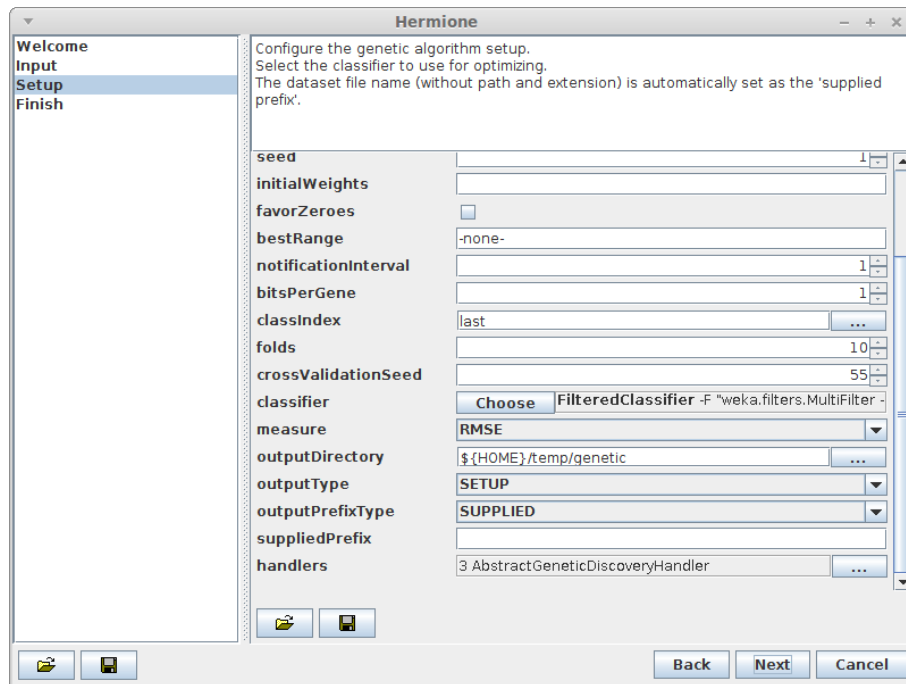 Hermione
Welcome
Input
Setup
Finish
Configure the genetic algorithm setup.
Select the classifier to use for optimizing.
The dataset file name (without path and extension) is automatically set as the 'supplied
prefix'.
seed 1
initialWeights
favorZeroes
bestRange -none-
notificationInterval 1
bitsPerGene 1
classIndex last ...
folds 10
crossValidationSeed 55
classifier Choose FilteredClassifier -F "weka.filters.MultiFilter -
measure RMSE
outputDirectory ${HOME}/temp/genetic ...
outputType SETUP
outputPrefixType SUPPLIED
suppliedPrefix
handlers 3 AbstractGeneticDiscoveryHandler ...
Back Next Cancel